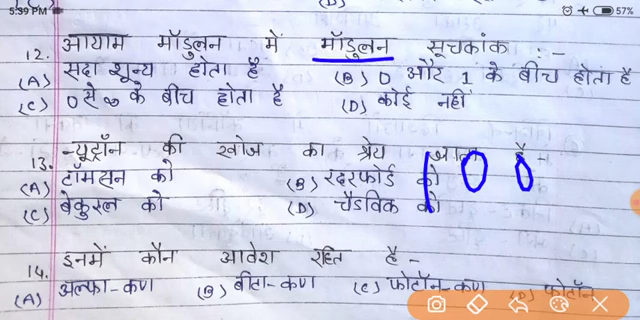 (D)
5:39 PM 57%
12. आयाम मॉडुलन में मॉडुलन सूचकांक :-
(A) सदा शून्य होता है (B) 0 और 1 के बीच होता है
(C) 0 से ∞ के बीच होता है (D) कोई नहीं
13. न्यूट्रॉन की खोज का श्रेय प्राप्त है -
(A) टॉमसन को (B) रदरफोर्ड को
(C) बेकुरल को (D) चैडविक को
100
14. इनमें कौन आवेश रहित है -
(A) अल्फा-कण (B) बीटा-कण (C) फोटॉन-कण (D) फोटॉन